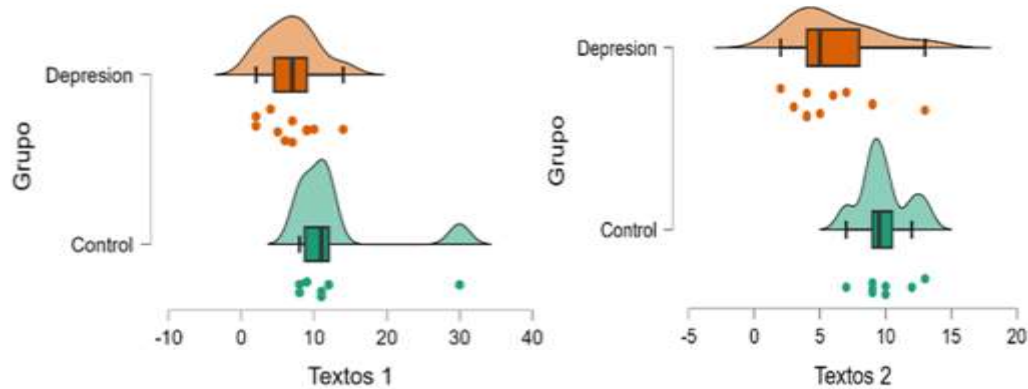 Grupo
Depresion
Control
-10 0 10 20 30 40
Textos 1
Grupo
Depresion
Control
-5 0 5 10 15 20
Textos 2